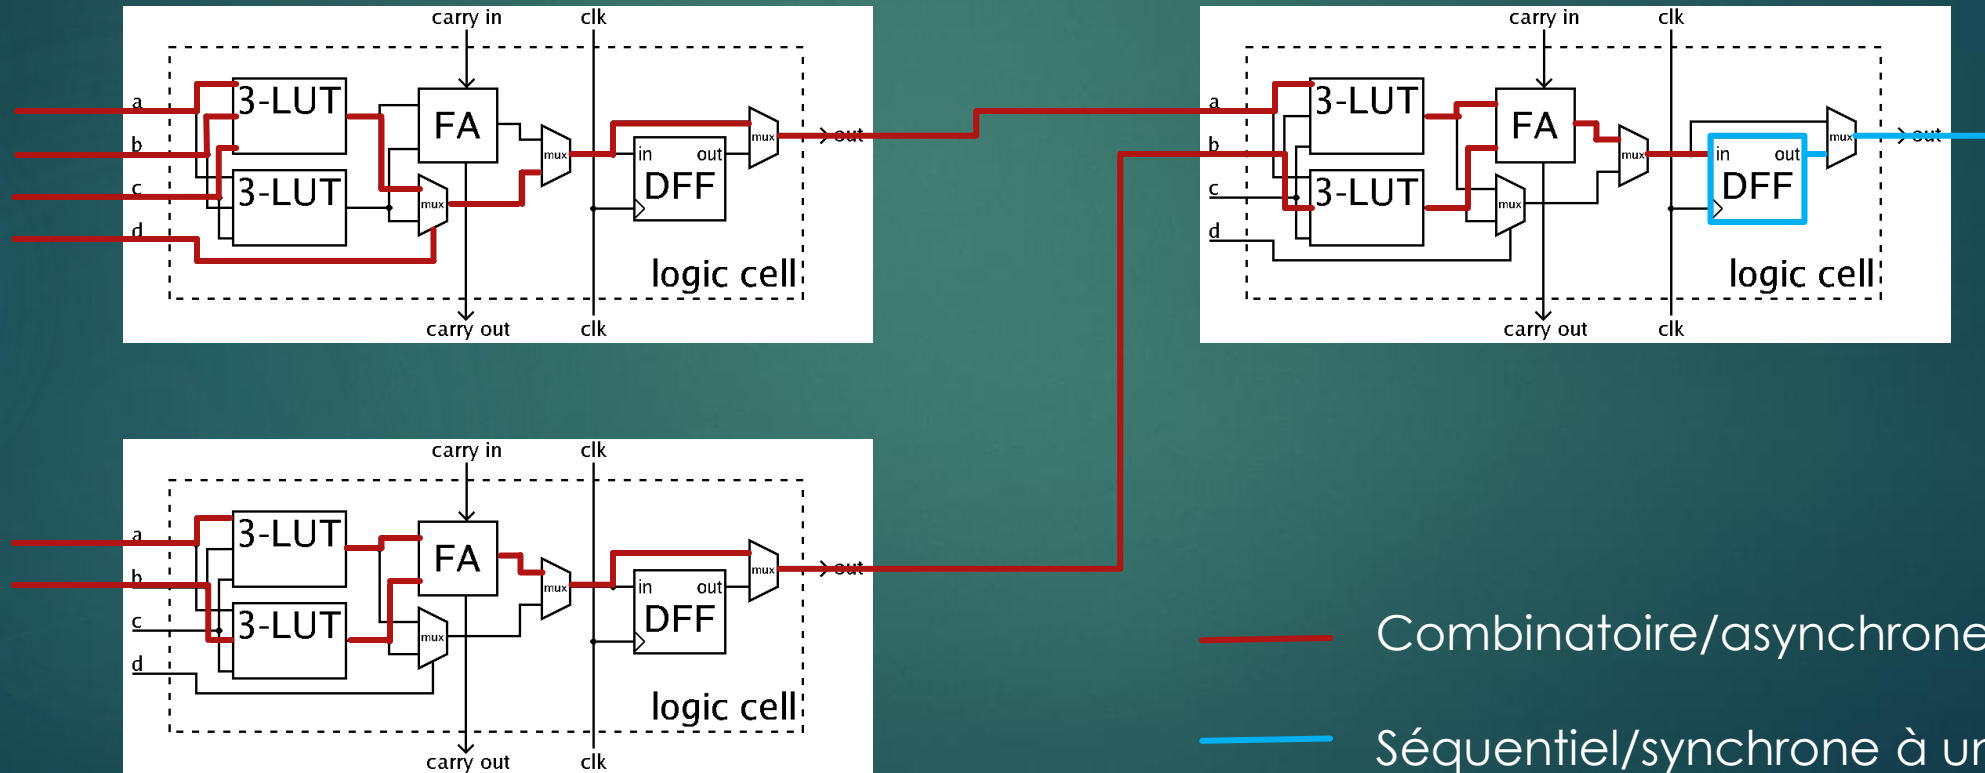 carry in
clk
a
b
c
d
3-LUT
3-LUT
FA
mux
mux
in
out
DFF
mux
out
logic cell
carry out
clk
carry in
clk
a
b
c
d
3-LUT
3-LUT
FA
mux
mux
in
out
DFF
mux
out
logic cell
carry out
clk
carry in
clk
a
b
c
d
3-LUT
3-LUT
FA
mux
mux
in
out
DFF
mux
out
logic cell
carry out
clk
Combinatoire/asynchrone
Séquentiel/synchrone à